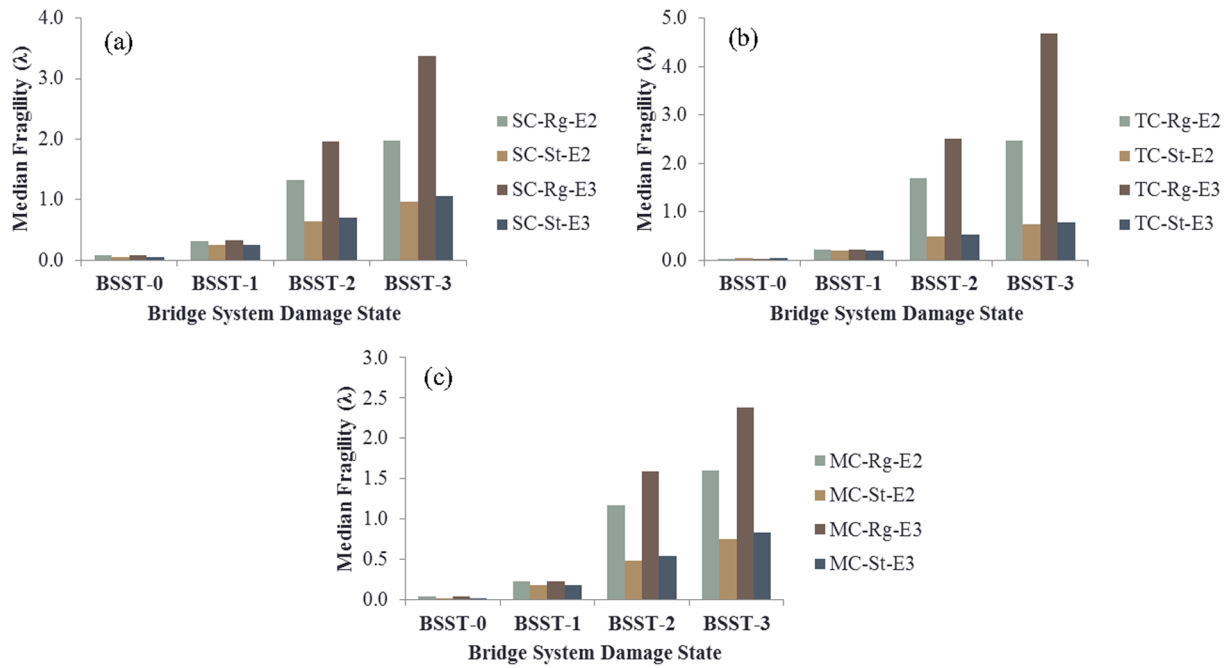 (a)
Median Fragility (λ)
4.0
3.0
2.0
1.0
0.0
BSST-0 BSST-1 BSST-2 BSST-3
Bridge System Damage State
SC-Rg-E2
SC-St-E2
SC-Rg-E3
SC-St-E3
(b)
Median Fragility (λ)
5.0
4.0
3.0
2.0
1.0
0.0
BSST-0 BSST-1 BSST-2 BSST-3
Bridge System Damage State
TC-Rg-E2
TC-St-E2
TC-Rg-E3
TC-St-E3
(c)
Median Fragility (λ)
3.0
2.5
2.0
1.5
1.0
0.5
0.0
BSST-0 BSST-1 BSST-2 BSST-3
Bridge System Damage State
MC-Rg-E2
MC-St-E2
MC-Rg-E3
MC-St-E3